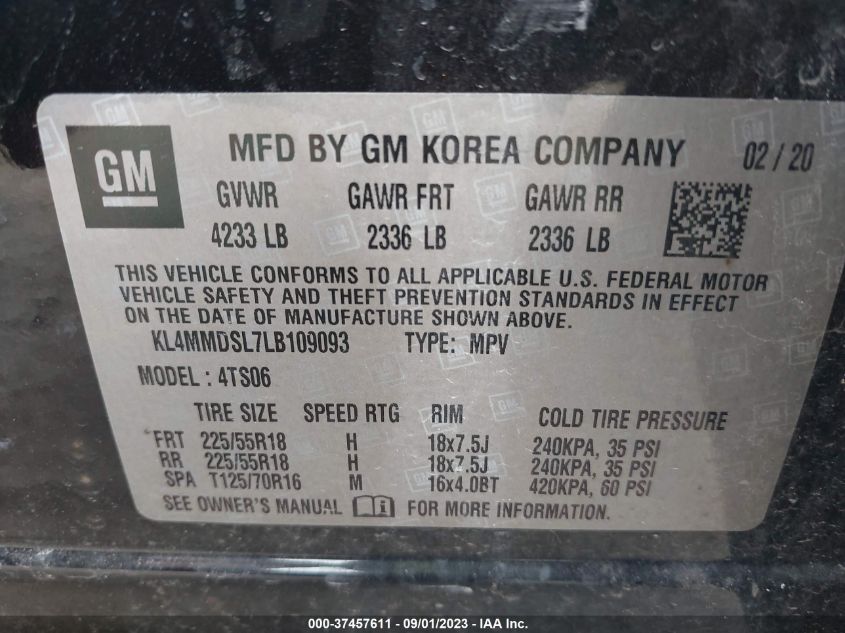 GM
MFD BY GM KOREA COMPANY 02 / 20
GVWR GAWR FRT GAWR RR
4233 LB 2336 LB 2336 LB
THIS VEHICLE CONFORMS TO ALL APPLICABLE U.S. FEDERAL MOTOR
VEHICLE SAFETY AND THEFT PREVENTION STANDARDS IN EFFECT
ON THE DATE OF MANUFACTURE SHOWN ABOVE.
KL4MMDSL7LB109093 TYPE: MPV
MODEL : 4TS06
TIRE SIZE SPEED RTG RIM COLD TIRE PRESSURE
FRT 225/55R18 H 18x7.5J 240KPA, 35 PSI
RR 225/55R18 H 18x7.5J 240KPA, 35 PSI
SPA T125/70R16 M 16x4.0BT 420KPA, 60 PSI
SEE OWNER'S MANUAL FOR MORE INFORMATION.
000-37457611 - 09/01/2023 - IAA Inc.